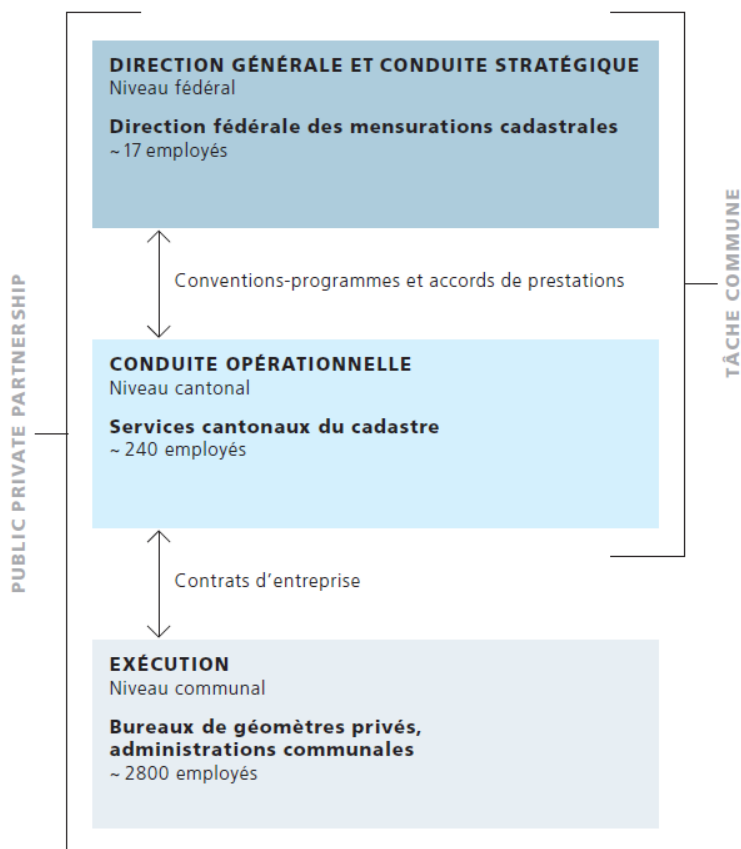 DIRECTION GÉNÉRALE ET CONDUITE STRATÉGIQUE
Niveau fédéral
Direction fédérale des mensurations cadastrales
~ 17 employés
Conventions-programmes et accords de prestations
CONDUITE OPÉRATIONNELLE
Niveau cantonal
Services cantonaux du cadastre
~ 240 employés
Contrats d’entreprise
EXÉCUTION
Niveau communal
Bureaux de géomètres privés,
administrations communales
~ 2800 employés
PUBLIC PRIVATE PARTNERSHIP
TÂCHE COMMUNE